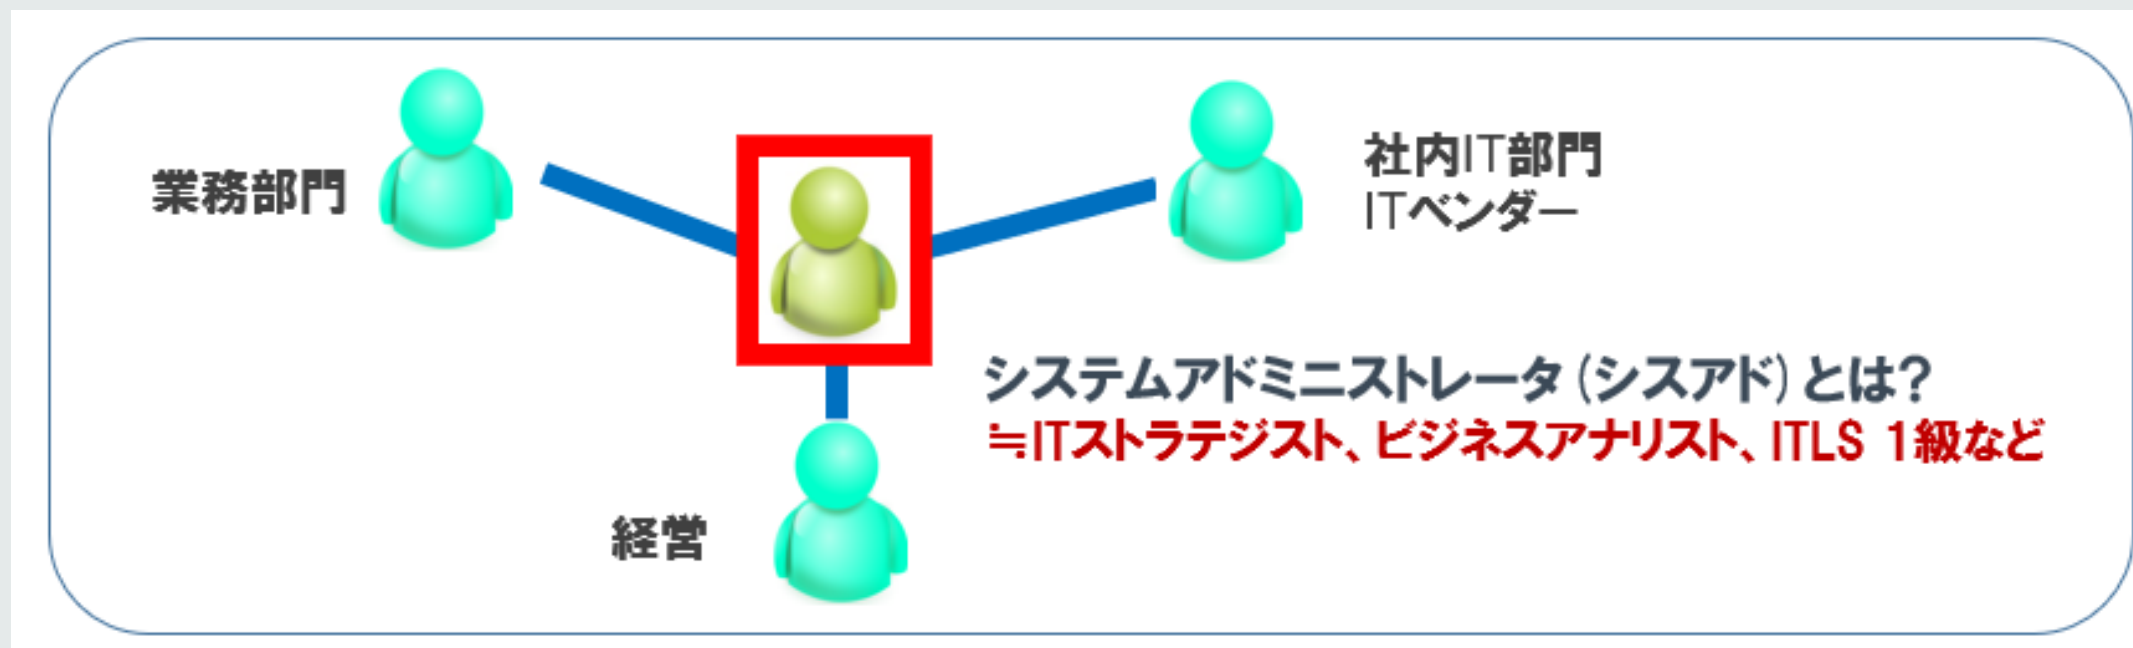 業務部門
社内IT部門
ITベンダー
システムアドミニストレータ(シスアド)とは?
≒ITストラテジスト、ビジネスアナリスト、ITLS 1級など
経営